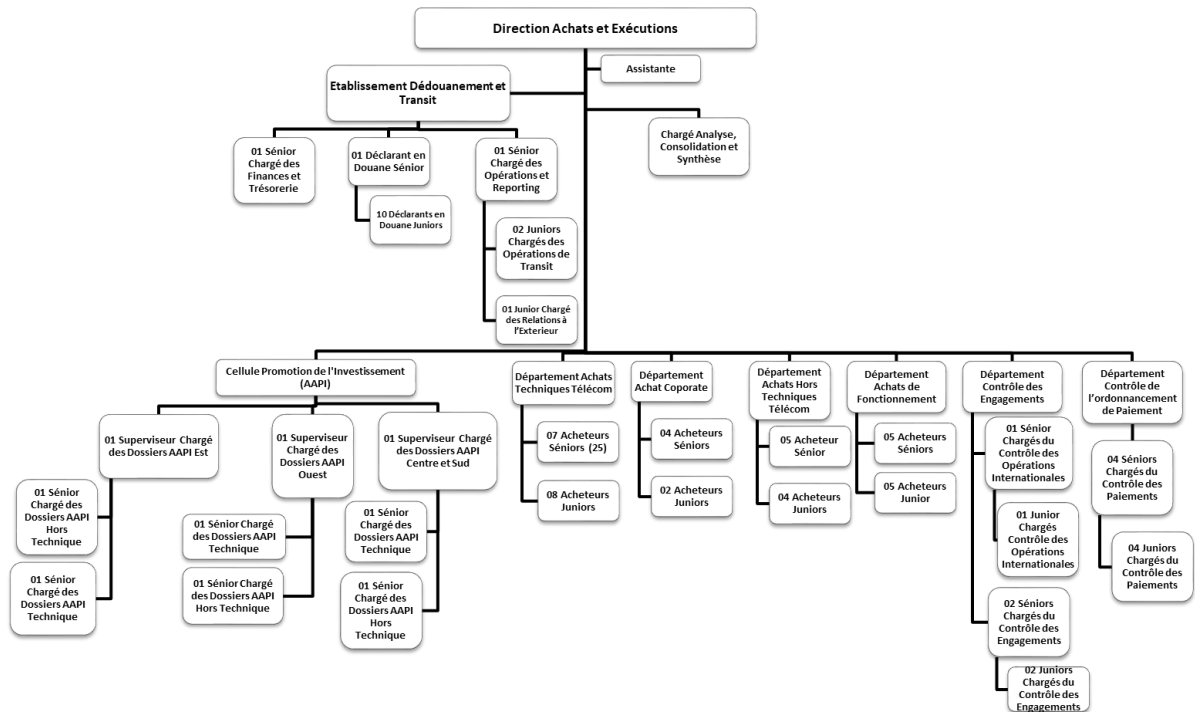 Direction Achats et Exécutions
Assistante
Etablissement Dédouanement et
Transit
Chargé Analyse,
Consolidation et
Synthèse
01 Sénior
Chargé des
Finances et
Trésorerie
01 Déclarant en
Douane Sénior
10 Déclarants en
Douane Juniors
01 Sénior
Chargé des
Opérations et
Reporting
02 Juniors
Chargés des
Opérations de
Transit
01 Junior Chargé
des Relations à
l'Exterieur
Cellule Promotion de l'Investissement
(AAPI)
01 Superviseur Chargé
des Dossiers AAPI Est
01 Sénior
Chargé des
Dossiers AAPI
Hors
Technique
01 Sénior
Chargé des
Dossiers AAPI
Technique
01 Superviseur
Chargé des
Dossiers AAPI
Ouest
01 Sénior Chargé
des Dossiers AAPI
Technique
01 Sénior Chargé
des Dossiers AAPI
Hors Technique
01 Superviseur Chargé
des Dossiers AAPI
Centre et Sud
01 Sénior
Chargé des
Dossiers AAPI
Technique
01 Sénior
Chargé des
Dossiers AAPI
Hors
Technique
Département Achats
Techniques Télécom
07 Acheteurs
Séniors (25)
08 Acheteurs
Juniors
Département
Achat Coporate
04 Acheteurs
Séniors
02 Acheteurs
Juniors
Département
Achats Hors
Techniques
Télécom
05 Acheteur
Sénior
04 Acheteurs
Juniors
Département
Achats de
Fonctionnement
05 Acheteurs
Séniors
05 Acheteurs
Junior
Département
Contrôle des
Engagements
01 Sénior
Chargés du
Contrôle des
Opérations
Internationales
01 Junior
Chargés
Contrôle des
Opérations
Internationales
02 Séniors
Chargés du
Contrôle des
Engagements
02 Juniors
Chargés du
Contrôle des
Engagements
Département
Contrôle de
l'ordonnancement
de Paiement
04 Séniors
Chargés du
Contrôle des
Paiements
04 Juniors
Chargés du
Contrôle des
Paiements